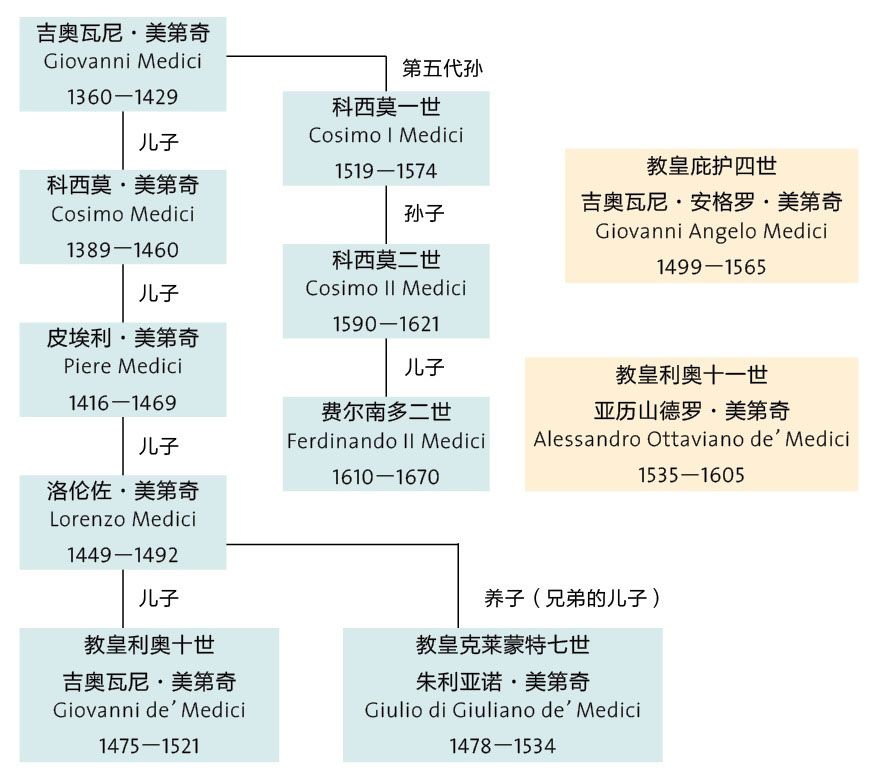 吉奥瓦尼·美第奇
Giovanni Medici
1360—1429
儿子
科西莫·美第奇
Cosimo Medici
1389—1460
儿子
皮埃利·美第奇
Piere Medici
1416—1469
儿子
洛伦佐·美第奇
Lorenzo Medici
1449—1492
儿子
教皇利奥十世
吉奥瓦尼·美第奇
Giovanni de’ Medici
1475—1521
养子（兄弟的儿子）
教皇克莱蒙特七世
朱利亚诺·美第奇
Giulio di Giuliano de’ Medici
1478—1534
第五代孙
科西莫一世
Cosimo I Medici
1519—1574
孙子
科西莫二世
Cosimo II Medici
1590—1621
儿子
费尔南多二世
Ferdinando II Medici
1610—1670
教皇庇护四世
吉奥瓦尼·安格罗·美第奇
Giovanni Angelo Medici
1499—1565
教皇利奥十一世
亚历山德罗·美第奇
Alessandro Ottaviano de’ Medici
1535—1605